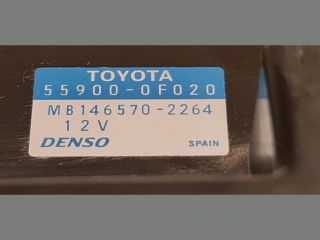 TOYOTA
55900-0F020
MB146570-2264
12V
DENSO SPAIN